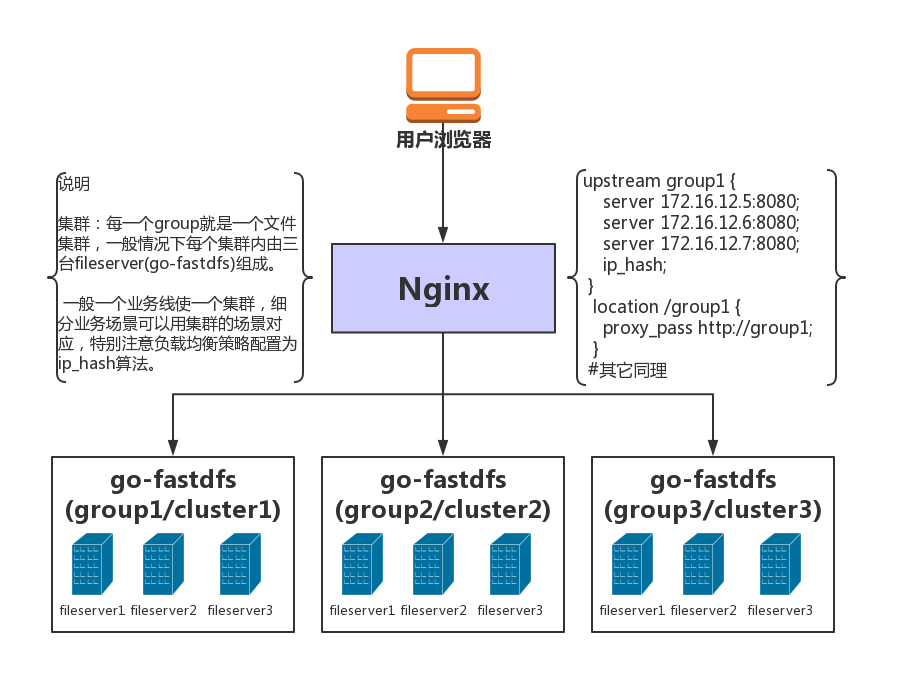 用户浏览器
说明
集群：每一个group就是一个文件
集群，一般情况下每个集群内由三
台fileserver(go-fastdfs)组成。
一般一个业务线使一个集群，细
分业务场景可以用集群的场景对
应，特别注意负载均衡策略配置为
ip_hash算法。
Nginx
upstream group1 {
server 172.16.12.5:8080;
server 172.16.12.6:8080;
server 172.16.12.7:8080;
ip_hash;
}
location /group1 {
proxy_pass http://group1;
}
#其它同理
go-fastdfs
(group1/cluster1)
fileserver1 fileserver2 fileserver3
go-fastdfs
(group2/cluster2)
fileserver1 fileserver2 fileserver3
go-fastdfs
(group3/cluster3)
fileserver1 fileserver2 fileserver3